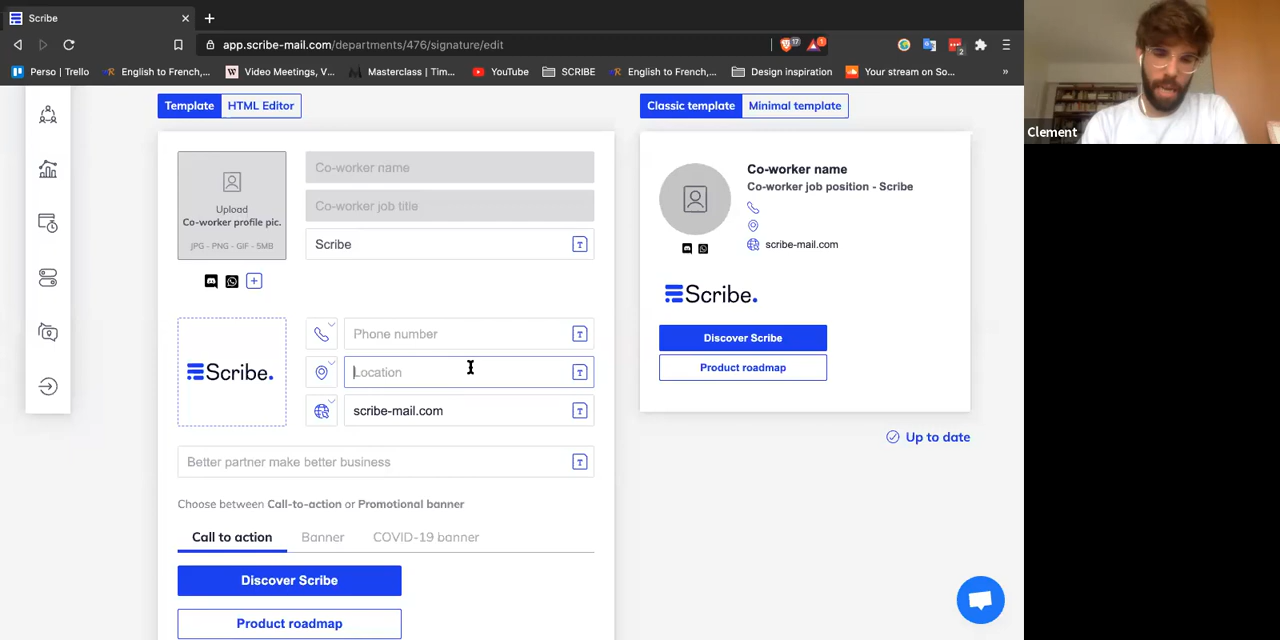 Scribe
app.scribe-mail.com/departments/476/signature/edit
17
1
2
Perso | Trello
English to French,...
Video Meetings, V...
Masterclass | Tim...
YouTube
SCRIBE
English to French,...
Design inspiration
Your stream on So...
»
Template
HTML Editor
Classic template
Minimal template
Upload
Co-worker profile pic.
JPG - PNG - GIF - 5MB
Co-worker name
Co-worker job title
Scribe
Scribe.
Phone number
Location
scribe-mail.com
Better partner make better business
Choose between Call-to-action or Promotional banner
Call to action
Banner
COVID-19 banner
Discover Scribe
Product roadmap
Co-worker name
Co-worker job position - Scribe
scribe-mail.com
Scribe.
Discover Scribe
Product roadmap
Up to date
Clement